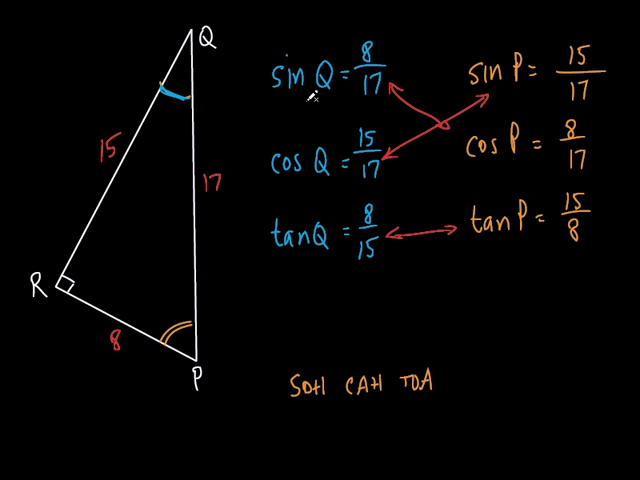 Q
15
17
R
8
P
sin Q = 8/17
sin P = 15/17
cos Q = 15/17
cos P = 8/17
tan Q = 8/15
tan P = 15/8
SOH CAH TOA